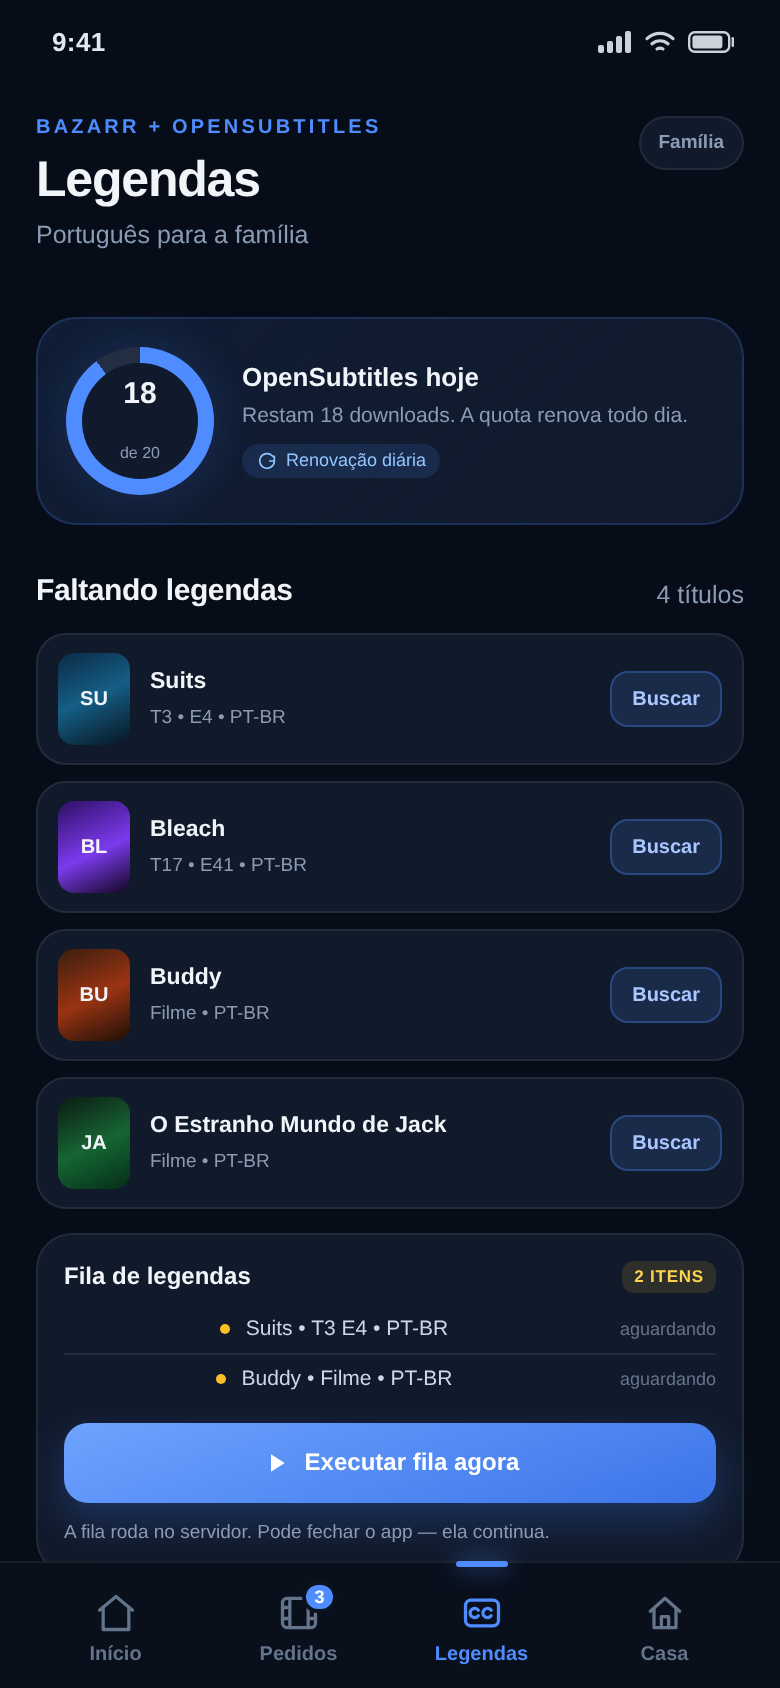 9:41
BAZARR + OPENSUBTITLES
Legendas
Português para a família
Família
18
de 20
OpenSubtitles hoje
Restam 18 downloads. A quota renova todo dia.
Renovação diária
Faltando legendas
4 títulos
SU
Suits
T3 • E4 • PT-BR
Buscar
BL
Bleach
T17 • E41 • PT-BR
Buscar
BU
Buddy
Filme • PT-BR
Buscar
JA
O Estranho Mundo de Jack
Filme • PT-BR
Buscar
Fila de legendas
2 ITENS
Suits • T3 E4 • PT-BR
aguardando
Buddy • Filme • PT-BR
aguardando
Executar fila agora
A fila roda no servidor. Pode fechar o app — ela continua.
Início
3
Pedidos
CC
Legendas
Casa